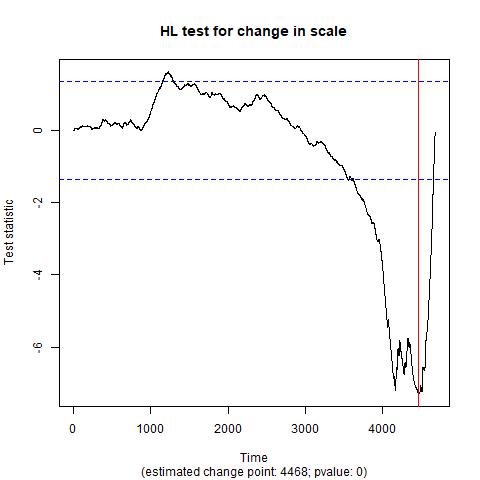 HL test for change in scale
Test statistic
0
-2
-4
-6
0 1000 2000 3000 4000
Time
(estimated change point: 4468; pvalue: 0)